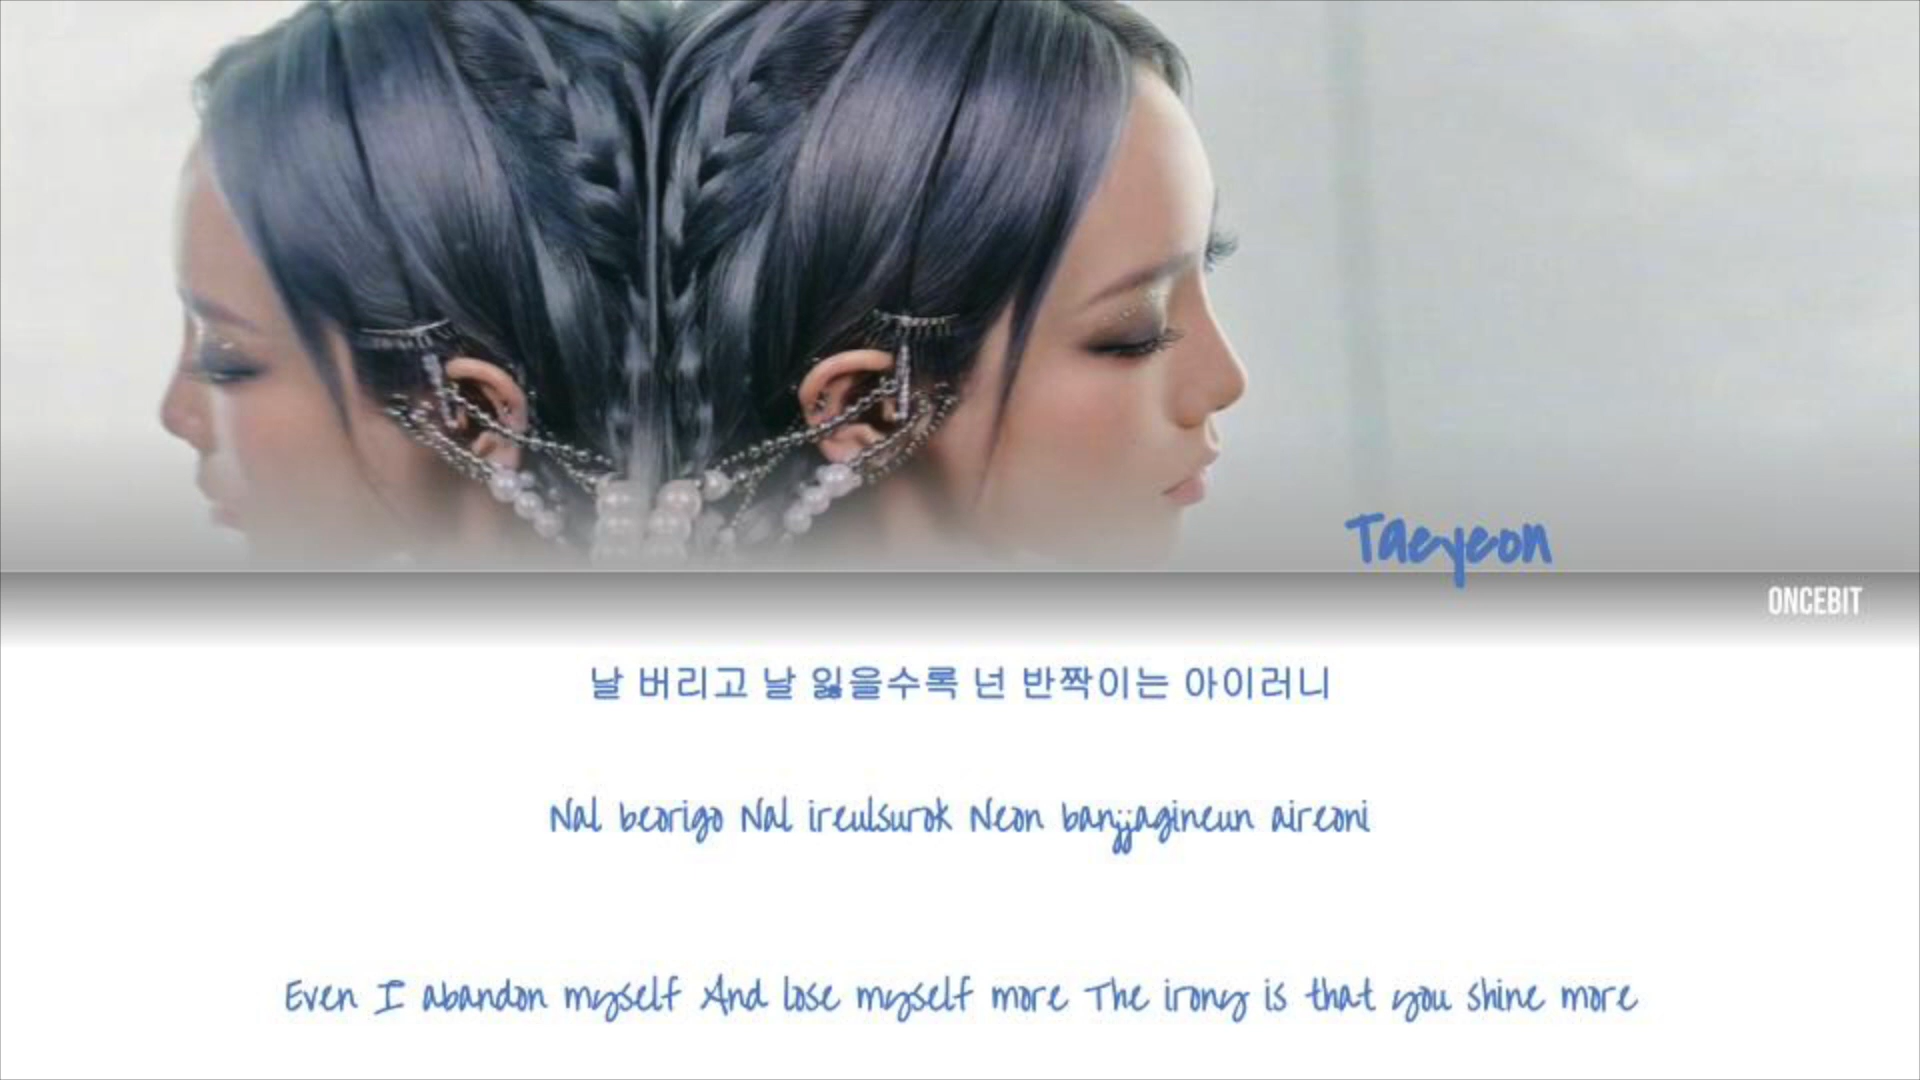 Taeyeon
ONCEBIT
날 버리고 날 잃을수록 넌 반짝이는 아이러니
Nal beorigo Nal ireulsurok Neon banjjagineun aireoni
Even I abandon myself And lose myself more The irony is that you shine more